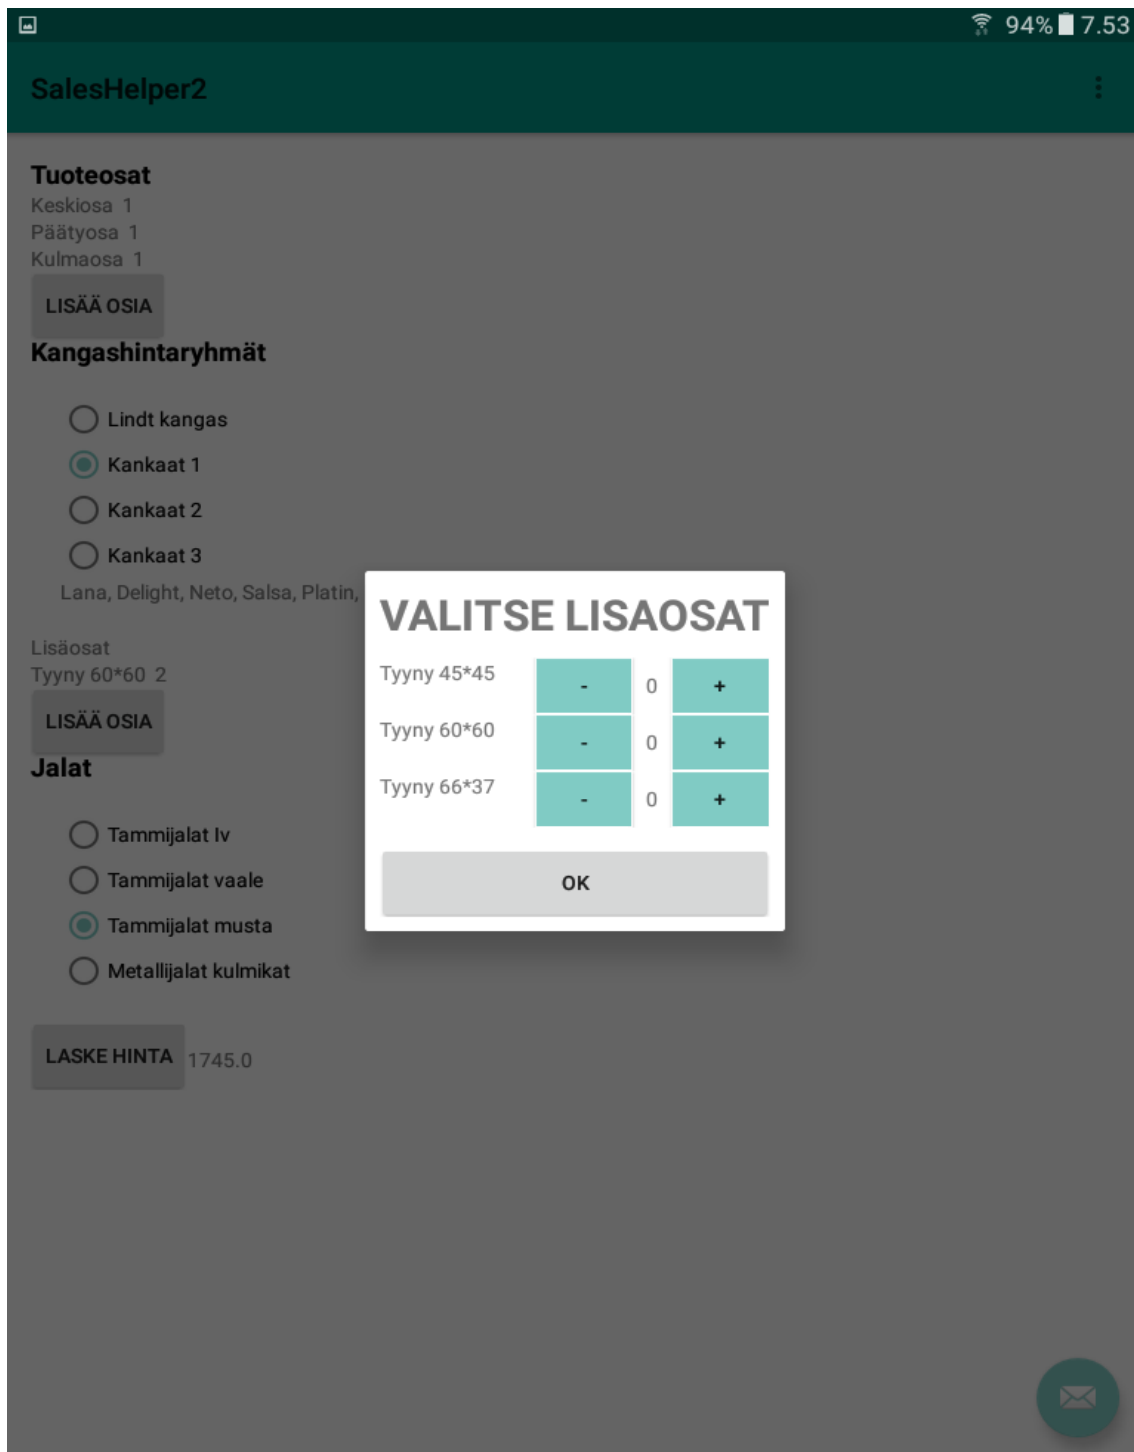 94% 7.53
SalesHelper2
Tuoteosat
Keskiosa 1
Päätyosa 1
Kulmaosa 1
LISÄÄ OSIA
Kangashintaryhmät
Lindt kangas
Kankaat 1
Kankaat 2
Kankaat 3
Lana, Delight, Neto, Salsa, Platin,
Lisäosat
Tyyny 60*60 2
LISÄÄ OSIA
Jalat
Tammijalat lv
Tammijalat vaale
Tammijalat musta
Metallijalat kulmikat
LASKE HINTA 1745.0
VALITSE LISAOSAT
Tyyny 45*45 - 0 +
Tyyny 60*60 - 0 +
Tyyny 66*37 - 0 +
OK